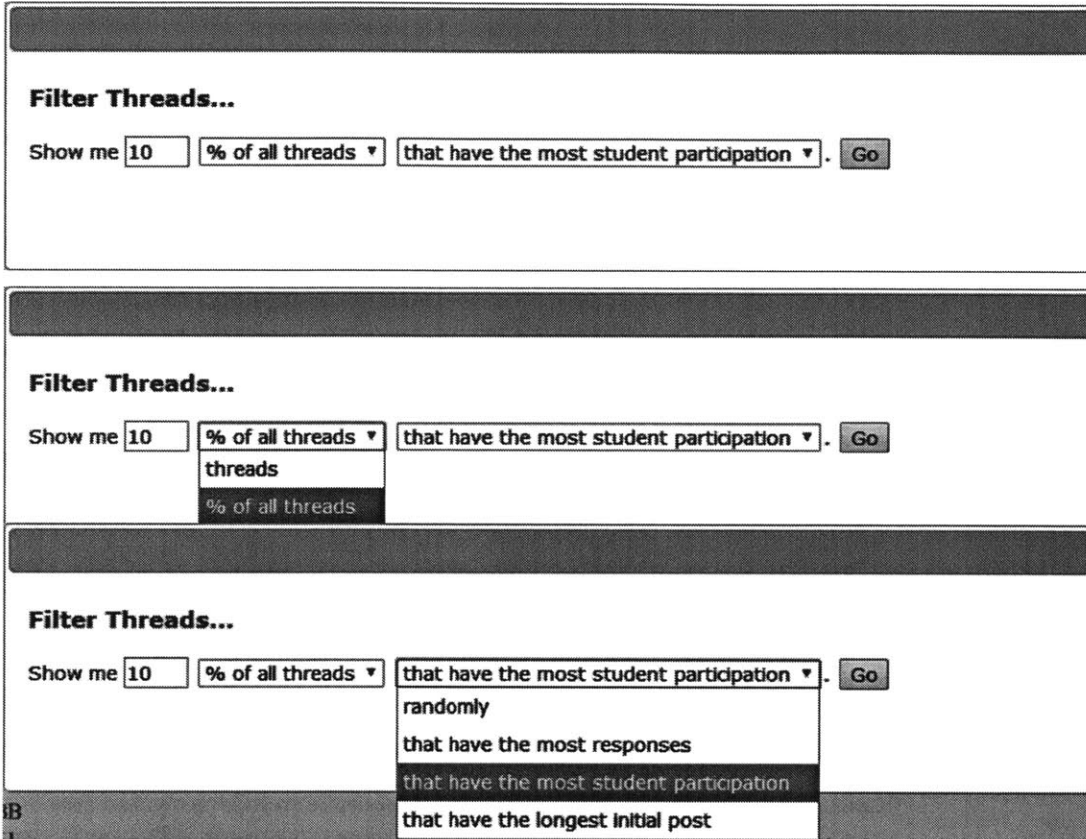 Filter Threads...
Show me 10 % of all threads ▼ that have the most student participation ▼ . Go
Filter Threads...
Show me 10 % of all threads ▼ that have the most student participation ▼ . Go
threads
% of all threads
Filter Threads...
Show me 10 % of all threads ▼ that have the most student participation ▼ . Go
randomly
that have the most responses
that have the most student participation
that have the longest initial post